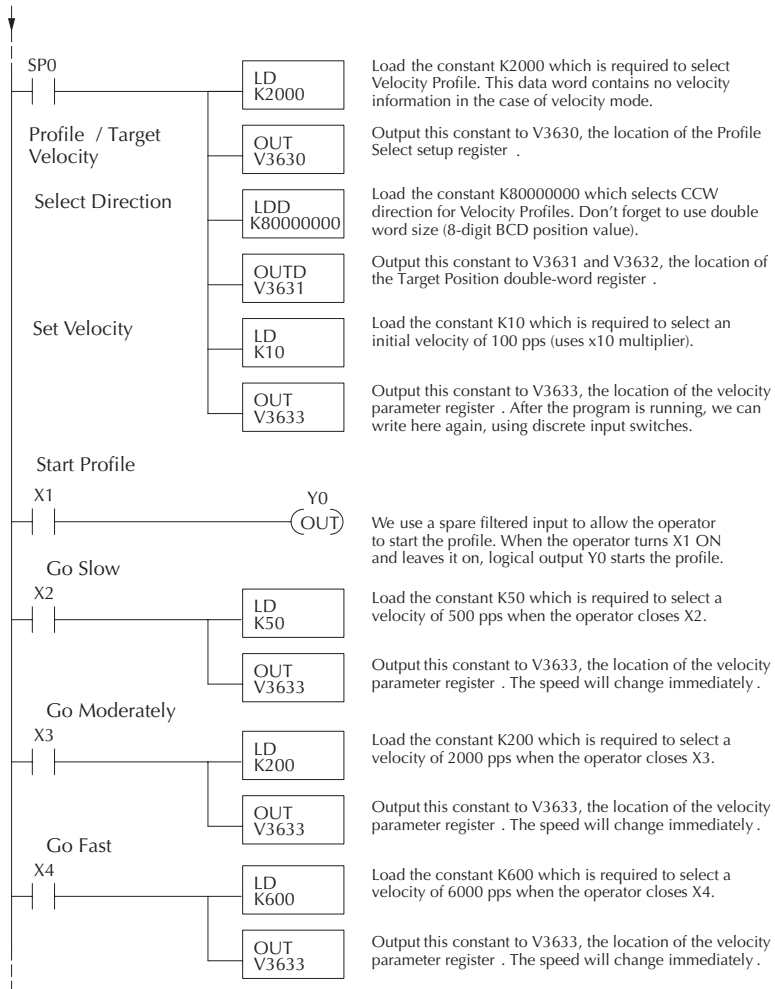 SP0
LD
K2000
Load the constant K2000 which is required to select
Velocity Profile. This data word contains no velocity
information in the case of velocity mode.
Profile / Target
Velocity
OUT
V3630
Output this constant to V3630, the location of the Profile
Select setup register .
Select Direction
LDD
K80000000
Load the constant K80000000 which selects CCW
direction for Velocity Profiles. Don't forget to use double
word size (8-digit BCD position value).
OUTD
V3631
Output this constant to V3631 and V3632, the location of
the Target Position double-word register .
Set Velocity
LD
K10
Load the constant K10 which is required to select an
initial velocity of 100 pps (uses x10 multiplier).
OUT
V3633
Output this constant to V3633, the location of the velocity
parameter register . After the program is running, we can
write here again, using discrete input switches.
Start Profile
X1
Y0
OUT
We use a spare filtered input to allow the operator
to start the profile. When the operator turns X1 ON
and leaves it on, logical output Y0 starts the profile.
Go Slow
X2
LD
K50
Load the constant K50 which is required to select a
velocity of 500 pps when the operator closes X2.
OUT
V3633
Output this constant to V3633, the location of the velocity
parameter register . The speed will change immediately .
Go Moderately
X3
LD
K200
Load the constant K200 which is required to select a
velocity of 2000 pps when the operator closes X3.
OUT
V3633
Output this constant to V3633, the location of the velocity
parameter register . The speed will change immediately .
Go Fast
X4
LD
K600
Load the constant K600 which is required to select a
velocity of 6000 pps when the operator closes X4.
OUT
V3633
Output this constant to V3633, the location of the velocity
parameter register . The speed will change immediately .